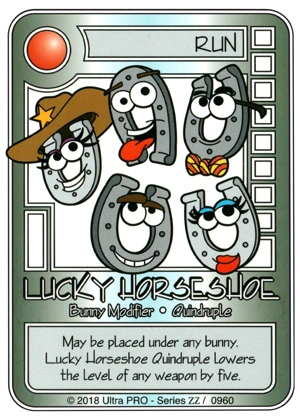 RUN
LUCKY HORSESHOE
Bunny Modifier • Quindruple
May be placed under any bunny.
Lucky Horseshoe Quindruple lowers
the level of any weapon by five.
© 2018 Ultra PRO - Series ZZ / 0960